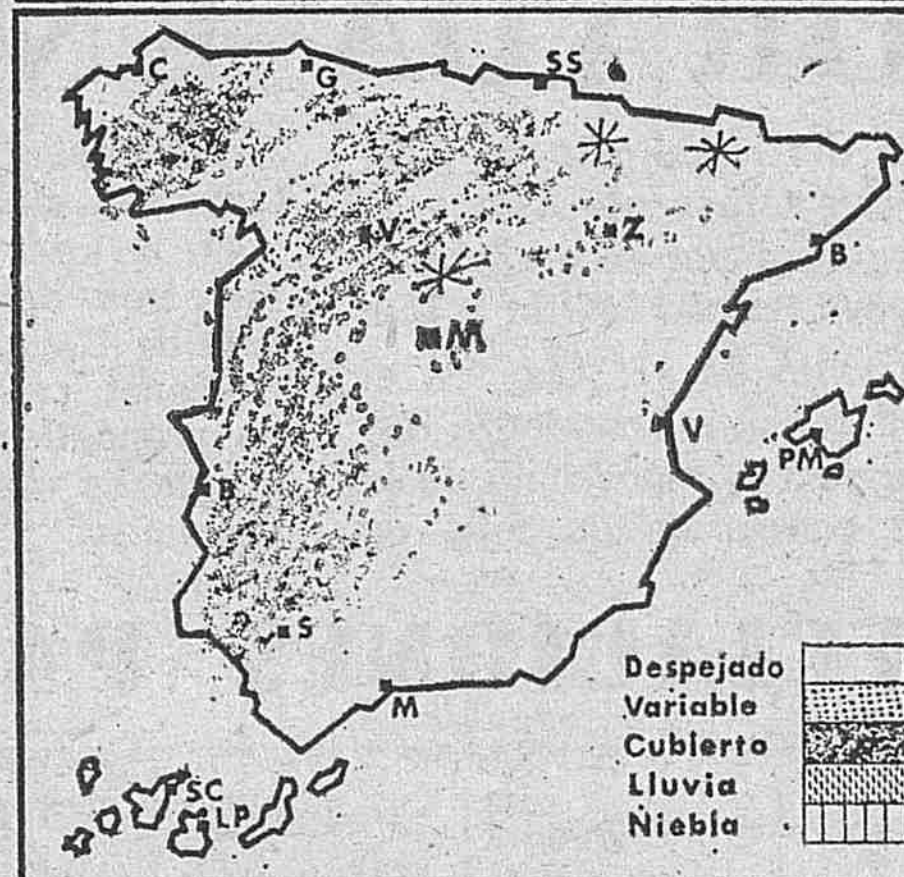 C
G
SS
V
Z
B
M
V
PM
B
S
M
SC
LP
Despejado
Variable
Cubierto
Lluvia
Niebla